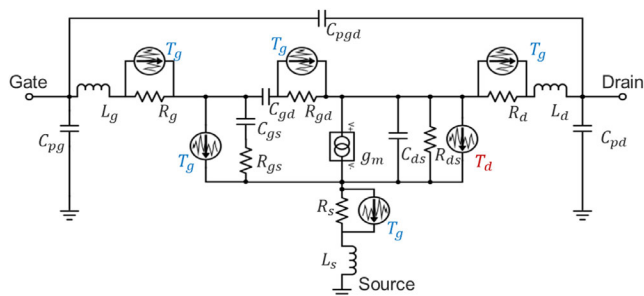 C_pgd
T_g
T_g
T_g
Gate
Drain
L_g
R_g
C_gd
R_gd
R_d
L_d
C_pg
C_gs
C_pd
T_g
R_gs
g_m
C_ds
R_ds
T_d
R_s
T_g
L_s
Source